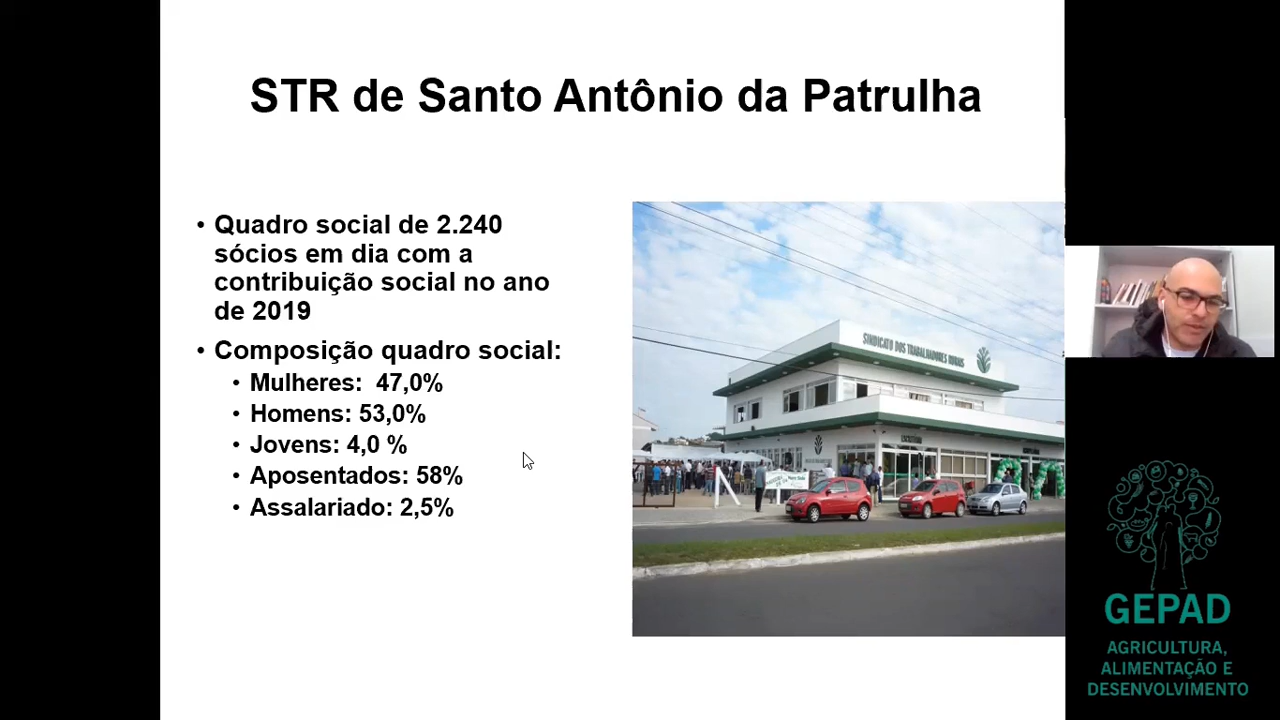 STR de Santo Antônio da Patrulha
• Quadro social de 2.240
sócios em dia com a
contribuição social no ano
de 2019
• Composição quadro social:
• Mulheres:  47,0%
• Homens: 53,0%
• Jovens: 4,0 %
• Aposentados: 58%
• Assalariado: 2,5%
SINDICATO DOS TRABALHADORES RURAIS
GEPAD
AGRICULTURA,
ALIMENTAÇÃO E
DESENVOLVIMENTO